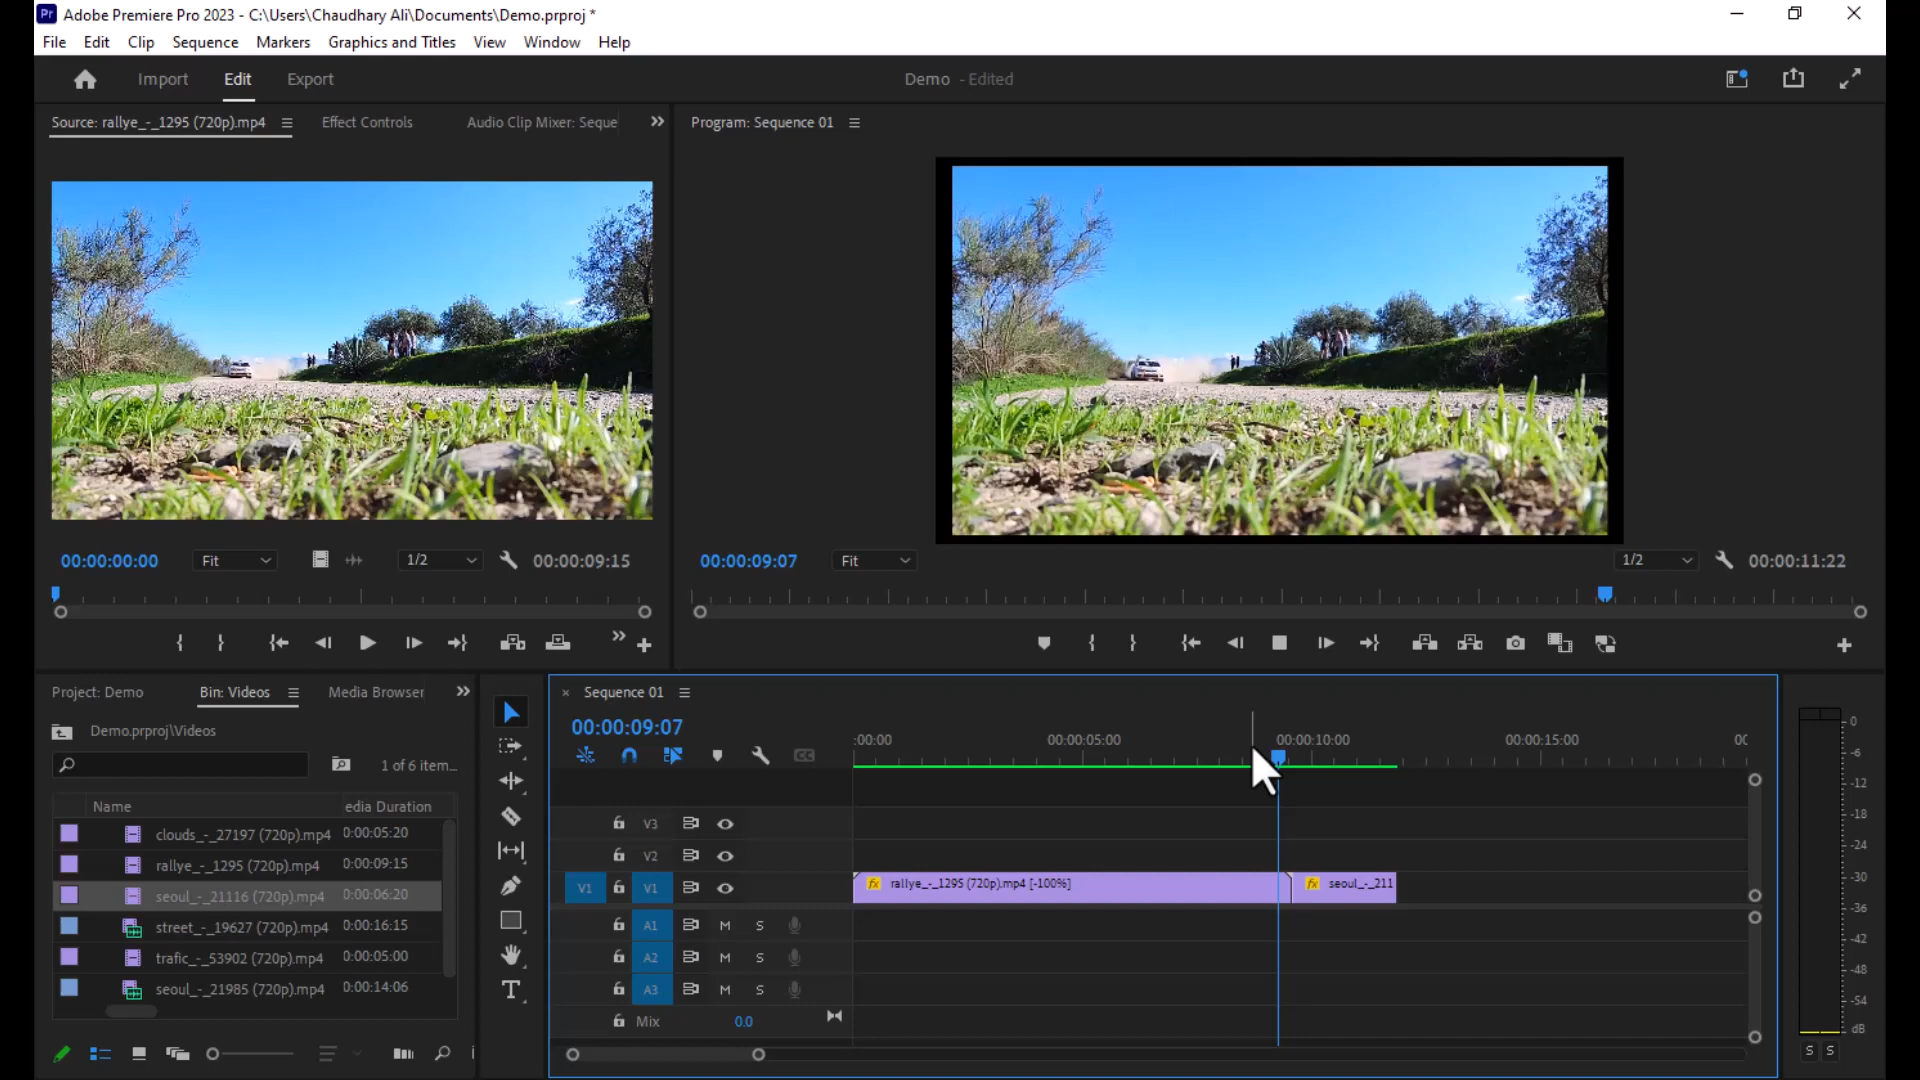 Pr Adobe Premiere Pro 2023 - C:\Users\Chaudhary Ali\Documents\Demo.prproj *
File Edit Clip Sequence Markers Graphics and Titles View Window Help
Import Edit Export Demo - Edited
Source: rallye_-_1295 (720p).mp4 Effect Controls Audio Clip Mixer: Seque
Program: Sequence 01
00:00:00:00 Fit 1/2 00:00:09:15
00:00:09:07 Fit 1/2 00:00:11:22
Project: Demo Bin: Videos Media Browser
Demo.prproj\Videos
1 of 6 item...
Name edia Duration
clouds_-_27197 (720p).mp4 0:00:05:20
rallye_-_1295 (720p).mp4 0:00:09:15
seoul_-_21116 (720p).mp4 0:00:06:20
street_-_19627 (720p).mp4 0:00:16:15
trafic_-_53902 (720p).mp4 0:00:05:00
seoul_-_21985 (720p).mp4 0:00:14:06
T
× Sequence 01
00:00:09:07
:00:00 00:00:05:00 00:00:10:00 00:00:15:00 00
CC
V3
V2
V1 V1 fx rallye_-_1295 (720p).mp4 [-100%] fx seoul_-_211
A1 M S
A2 M S
A3 M S
Mix 0.0
0
-6
-12
-18
-24
-30
-36
-42
-48
-54
dB
S S